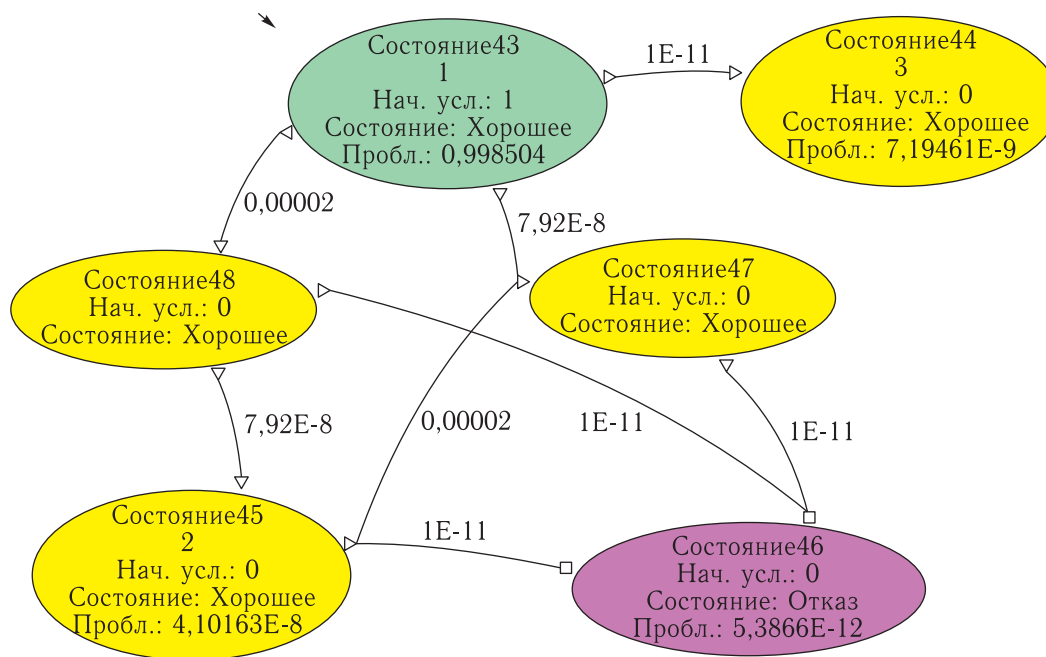 Состояние43
1
Нач. усл.: 1
Состояние: Хорошее
Пробл.: 0,998504
1E-11
Состояние44
3
Нач. усл.: 0
Состояние: Хорошее
Пробл.: 7,19461E-9
0,00002
7,92E-8
Состояние48
Нач. усл.: 0
Состояние: Хорошее
Состояние47
Нач. усл.: 0
Состояние: Хорошее
7,92E-8
0,00002
1E-11
1E-11
Состояние45
2
Нач. усл.: 0
Состояние: Хорошее
Пробл.: 4,10163E-8
1E-11
Состояние46
Нач. усл.: 0
Состояние: Отказ
Пробл.: 5,3866E-12